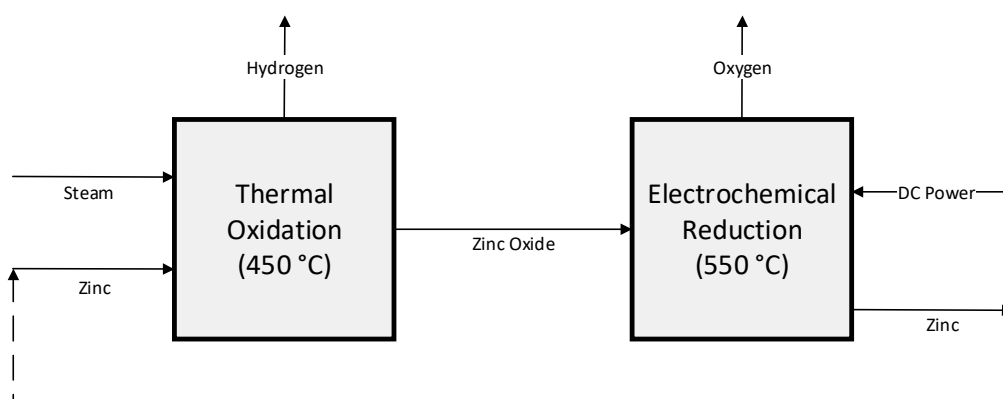 Hydrogen
Oxygen
Steam
Zinc
Thermal
Oxidation
(450 °C)
Zinc Oxide
Electrochemical
Reduction
(550 °C)
DC Power
Zinc